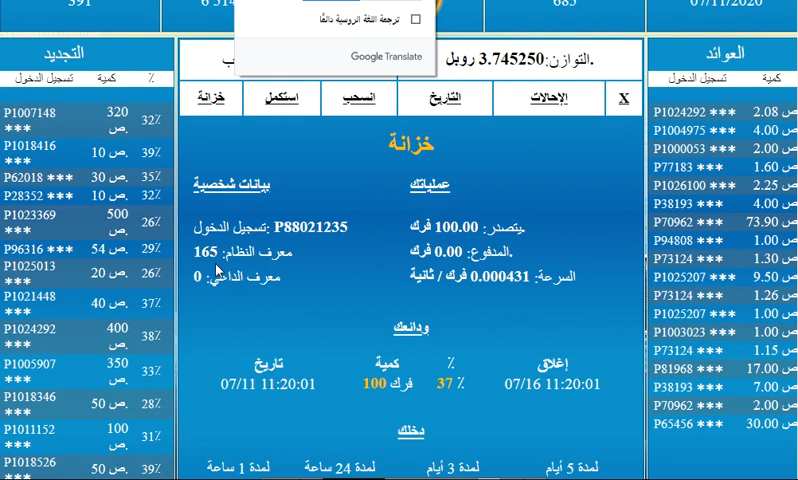 391
6 514
685
07/11/2020
ترجمة اللغة الروسية دائمًا
Google Translate
التجديد
٪ كمية تسجيل الدخول
P1007148 *** 320 ص. 32٪
P1018416 *** 10 ص. 39٪
P62018 *** 30 ص. 35٪
P28352 *** 10 ص. 32٪
P1023369 *** 500 ص. 26٪
P96316 *** 54 ص. 29٪
P1025013 *** 20 ص. 26٪
P1021448 *** 40 ص. 37٪
P1024292 *** 400 ص. 38٪
P1005907 *** 350 ص. 33٪
P1018346 *** 50 ص. 28٪
P1011152 *** 100 ص. 31٪
P1018526 *** 50 ص. 39٪
التوازن: 3.745250 روبل.
X الإحالات التاريخ انسحب استكمل خزانة
خزانة
عملياتك
بيانات شخصية
يتصدر: 100.00 فرك.
تسجيل الدخول: P88021235
المدفوع: 0.00 فرك.
معرف النظام: 165
السرعة: 0.000431 فرك / ثانية
معرف الداعي: 0
ودائعك
إغلاق ٪ كمية تاريخ
07/16 11:20:01 37 ٪ 100 فرك 07/11 11:20:01
دخلك
لمدة 5 أيام لمدة 3 أيام لمدة 24 ساعة لمدة 1 ساعة
العوائد
كمية تسجيل الدخول
P1024292 *** 2.08 ص
P1004975 *** 4.00 ص
P1000053 *** 2.00 ص
P77183 *** 1.60 ص
P1026100 *** 2.25 ص
P38193 *** 4.00 ص
P70962 *** 73.90 ص
P94808 *** 1.00 ص
P73124 *** 1.30 ص
P1025207 *** 9.50 ص
P73124 *** 1.26 ص
P1025207 *** 1.00 ص
P1003023 *** 1.00 ص
P73124 *** 1.15 ص
P81968 *** 17.00 ص
P38193 *** 7.00 ص
P70962 *** 2.00 ص
P65456 *** 30.00 ص